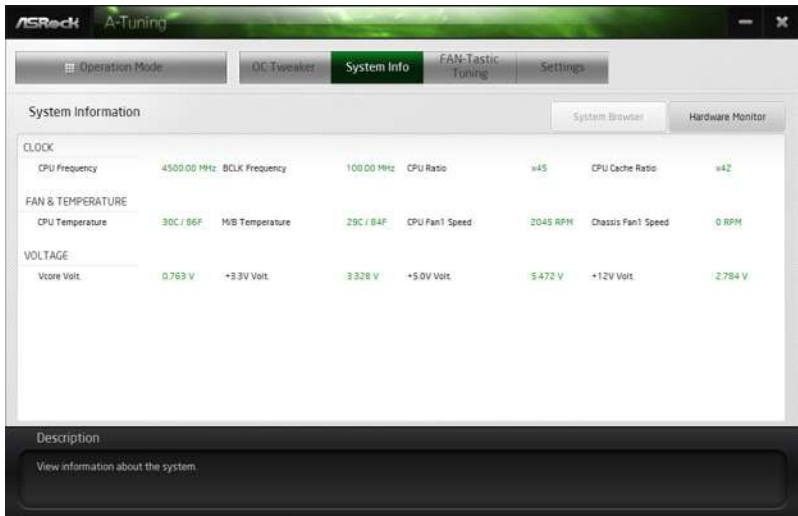 ASRock A-Tuning
Operation Mode OC Tweaker System Info FAN-Tastic Tuning Settings
System Information System Browser Hardware Monitor
CLOCK
CPU Frequency 4500.00 MHz BCLK Frequency 100.00 MHz CPU Ratio x45 CPU Cache Ratio x42
FAN & TEMPERATURE
CPU Temperature 30C / 86F M/B Temperature 29C / 84F CPU Fan1 Speed 2045 RPM Chassis Fan1 Speed 0 RPM
VOLTAGE
Vcore Volt. 0.763 V +3.3V Volt. 3.328 V +5.0V Volt. 5.472 V +12V Volt. 2.784 V
Description
View information about the system.